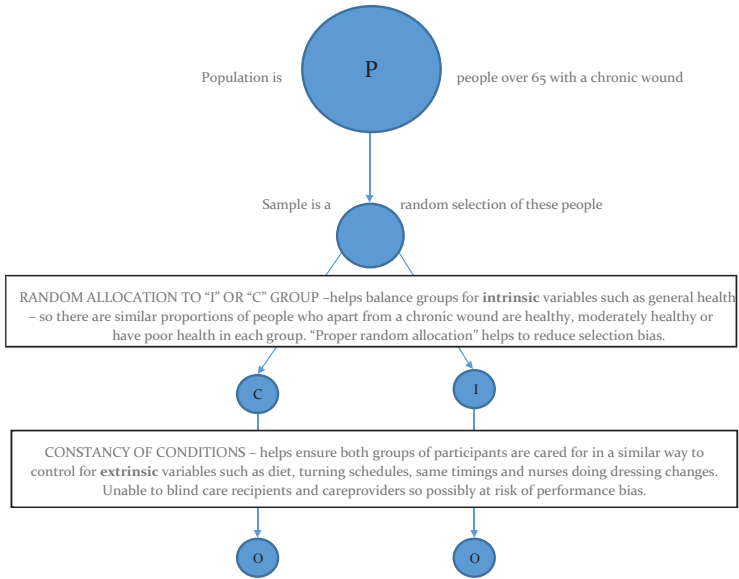 P
Population is people over 65 with a chronic wound
Sample is a random selection of these people
RANDOM ALLOCATION TO “I” OR “C” GROUP –helps balance groups for intrinsic variables such as general health
– so there are similar proportions of people who apart from a chronic wound are healthy, moderately healthy or
have poor health in each group. “Proper random allocation” helps to reduce selection bias.
C
I
CONSTANCY OF CONDITIONS – helps ensure both groups of participants are cared for in a similar way to
control for extrinsic variables such as diet, turning schedules, same timings and nurses doing dressing changes.
Unable to blind care recipients and careproviders so possibly at risk of performance bias.
O
O